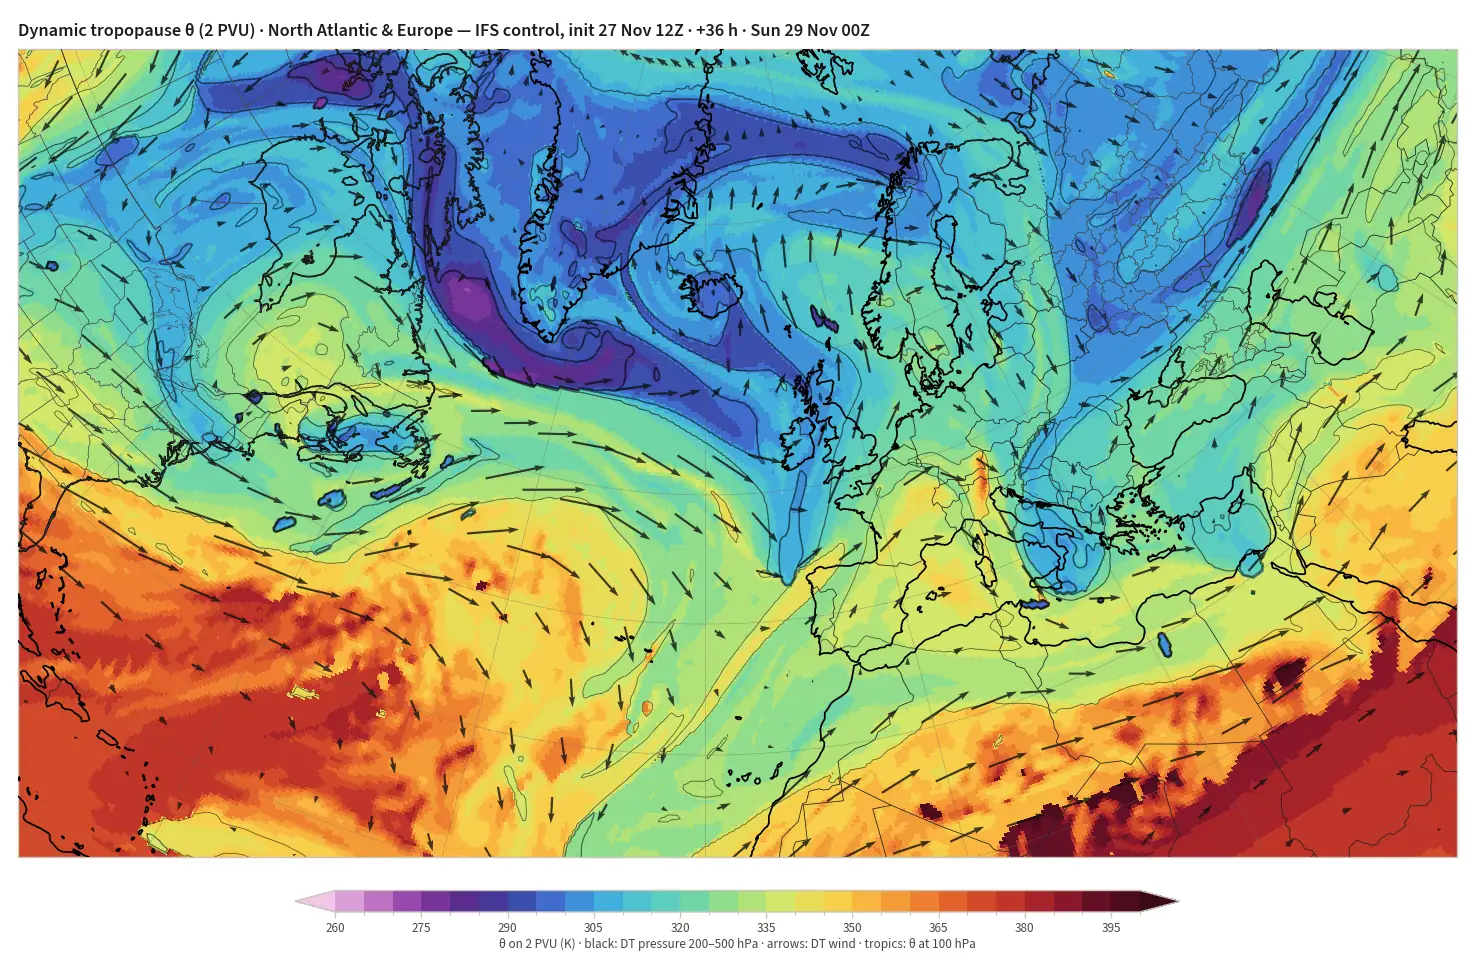 Dynamic tropopause θ (2 PVU) · North Atlantic & Europe — IFS control, init 27 Nov 12Z · +36 h · Sun 29 Nov 00Z
260 275 290 305 320 335 350 365 380 395
θ on 2 PVU (K) · black: DT pressure 200–500 hPa · arrows: DT wind · tropics: θ at 100 hPa